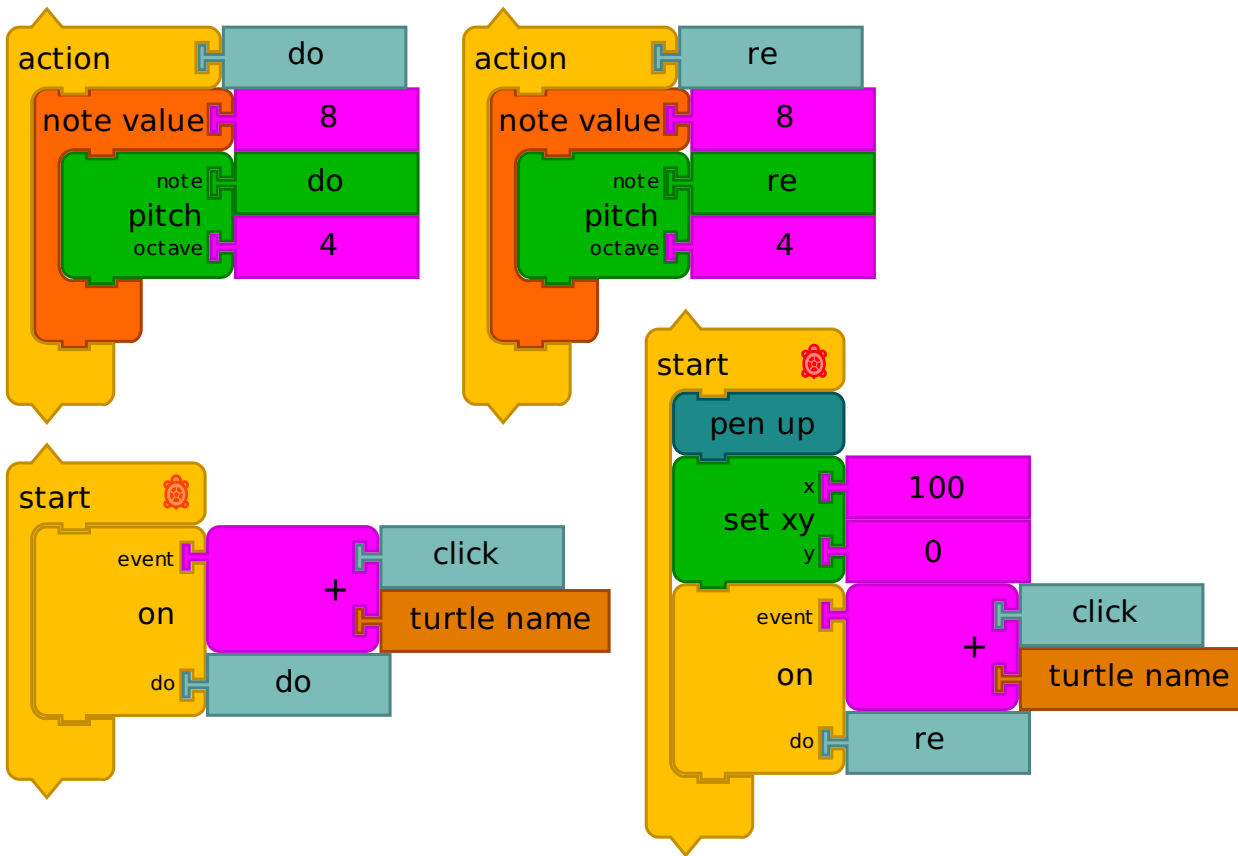 action do
note value 8
note do
pitch
octave 4
action re
note value 8
note re
pitch
octave 4
start
event click
+
on turtle name
do do
start
pen up
x 100
set xy
y 0
event click
+
on turtle name
do re